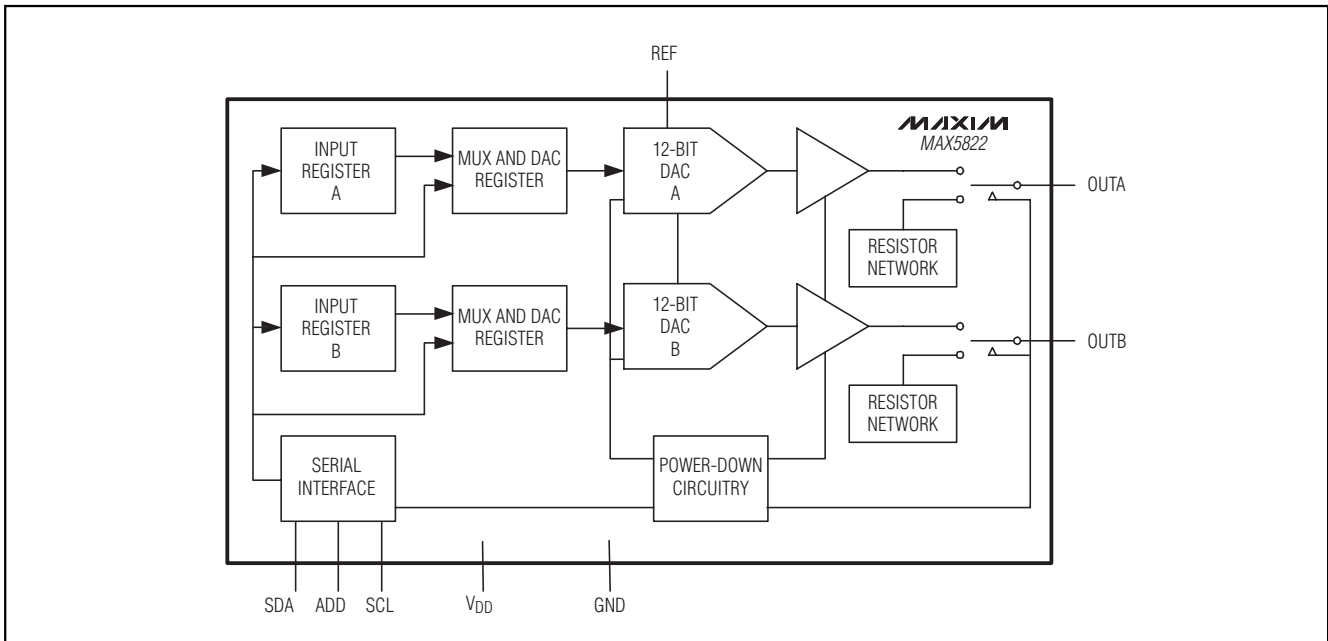 REF
MAXIM
MAX5822
INPUT
REGISTER
A
MUX AND DAC
REGISTER
12-BIT
DAC
A
OUTA
RESISTOR
NETWORK
INPUT
REGISTER
B
MUX AND DAC
REGISTER
12-BIT
DAC
B
OUTB
RESISTOR
NETWORK
SERIAL
INTERFACE
POWER-DOWN
CIRCUITRY
SDA
ADD
SCL
VDD
GND